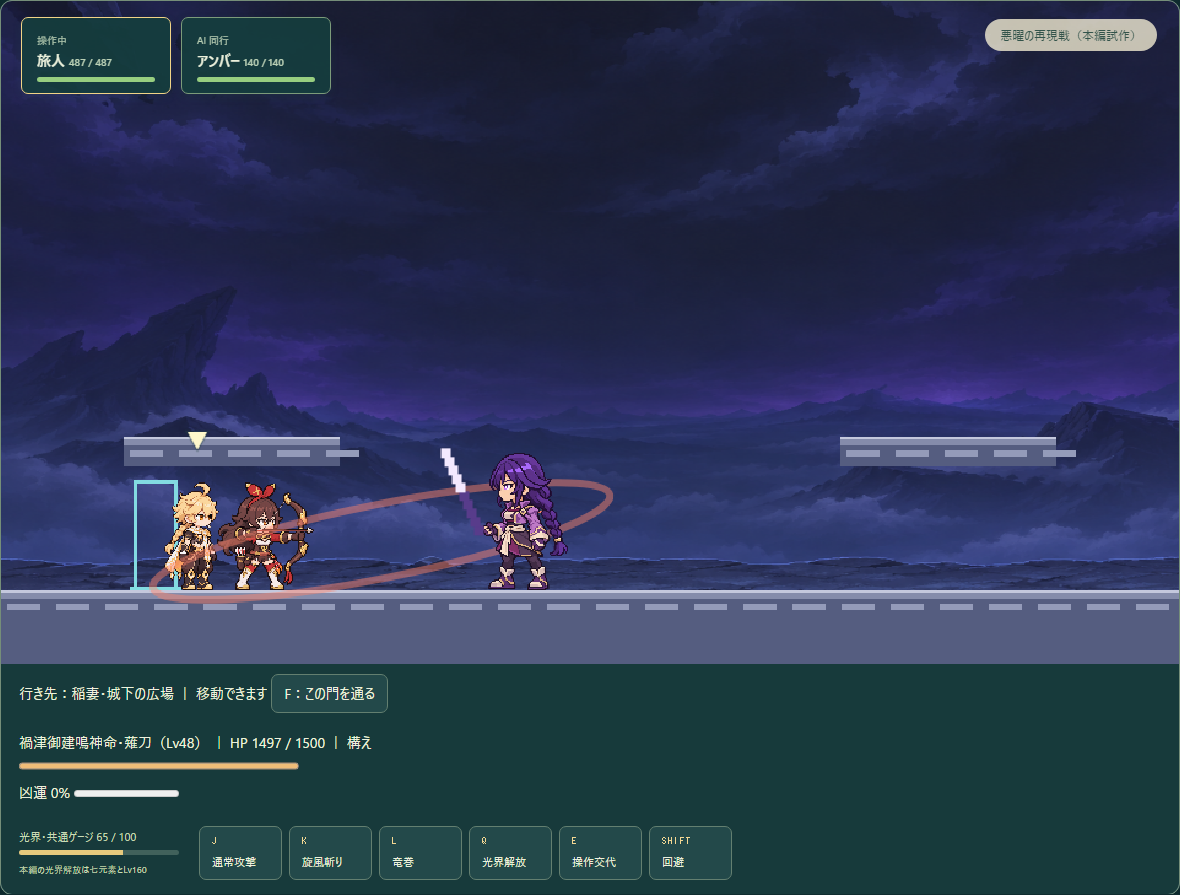 操作中
旅人 487 / 487
AI 同行
アンバー 140 / 140
悪曜の再現戦（本編試作）
行き先：稲妻・城下の広場 | 移動できます
F：この門を通る
禍津御建鳴神命・薙刀（Lv48） | HP 1497 / 1500 | 構え
凶運 0%
光界・共通ゲージ 65 / 100
本編の光界解放は七元素とLv160
J
通常攻撃
K
旋風斬り
L
竜巻
Q
光界解放
E
操作交代
SHIFT
回避